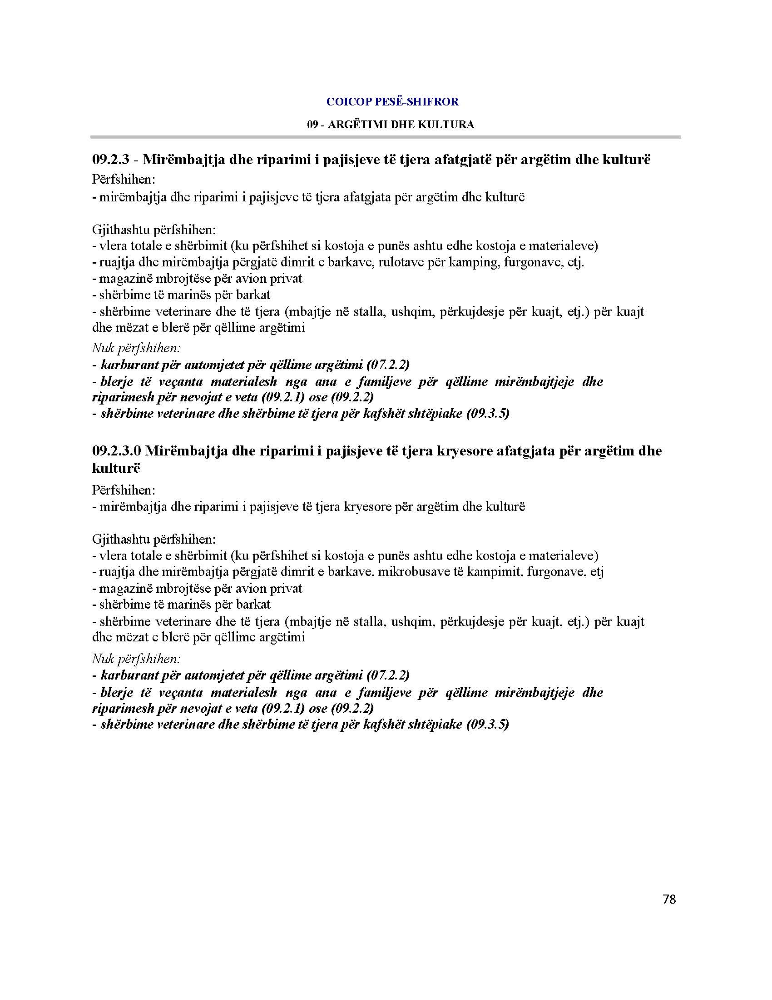 COICOP PESË-SHIFROR
09 - ARGËTIMI DHE KULTURA
09.2.3 - Mirëmbajtja dhe riparimi i pajisjeve të tjera afatgjatë për argëtim dhe kulturë
Përfshihen:
- mirëmbajtja dhe riparimi i pajisjeve të tjera afatgjata për argëtim dhe kulturë
Gjithashtu përfshihen:
- vlera totale e shërbimit (ku përfshihet si kostoja e punës ashtu edhe kostoja e materialeve)
- ruajtja dhe mirëmbajtja përgjatë dimrit e barkave, rulotave për kamping, furgonave, etj.
- magazinë mbrojtëse për avion privat
- shërbime të marinës për barkat
- shërbime veterinare dhe të tjera (mbajtje në stalla, ushqim, përkujdesje për kuajt, etj.) për kuajt
dhe mëzat e blerë për qëllime argëtimi
Nuk përfshihen:
- karburant për automjetet për qëllime argëtimi (07.2.2)
- blerje të veçanta materialesh nga ana e familjeve për qëllime mirëmbajtjeje dhe
riparimesh për nevojat e veta (09.2.1) ose (09.2.2)
- shërbime veterinare dhe shërbime të tjera për kafshët shtëpiake (09.3.5)
09.2.3.0 Mirëmbajtja dhe riparimi i pajisjeve të tjera kryesore afatgjata për argëtim dhe
kulturë
Përfshihen:
- mirëmbajtja dhe riparimi i pajisjeve të tjera kryesore për argëtim dhe kulturë
Gjithashtu përfshihen:
- vlera totale e shërbimit (ku përfshihet si kostoja e punës ashtu edhe kostoja e materialeve)
- ruajtja dhe mirëmbajtja përgjatë dimrit e barkave, mikrobusave të kampimit, furgonave, etj
- magazinë mbrojtëse për avion privat
- shërbime të marinës për barkat
- shërbime veterinare dhe të tjera (mbajtje në stalla, ushqim, përkujdesje për kuajt, etj.) për kuajt
dhe mëzat e blerë për qëllime argëtimi
Nuk përfshihen:
- karburant për automjetet për qëllime argëtimi (07.2.2)
- blerje të veçanta materialesh nga ana e familjeve për qëllime mirëmbajtjeje dhe
riparimesh për nevojat e veta (09.2.1) ose (09.2.2)
- shërbime veterinare dhe shërbime të tjera për kafshët shtëpiake (09.3.5)
78